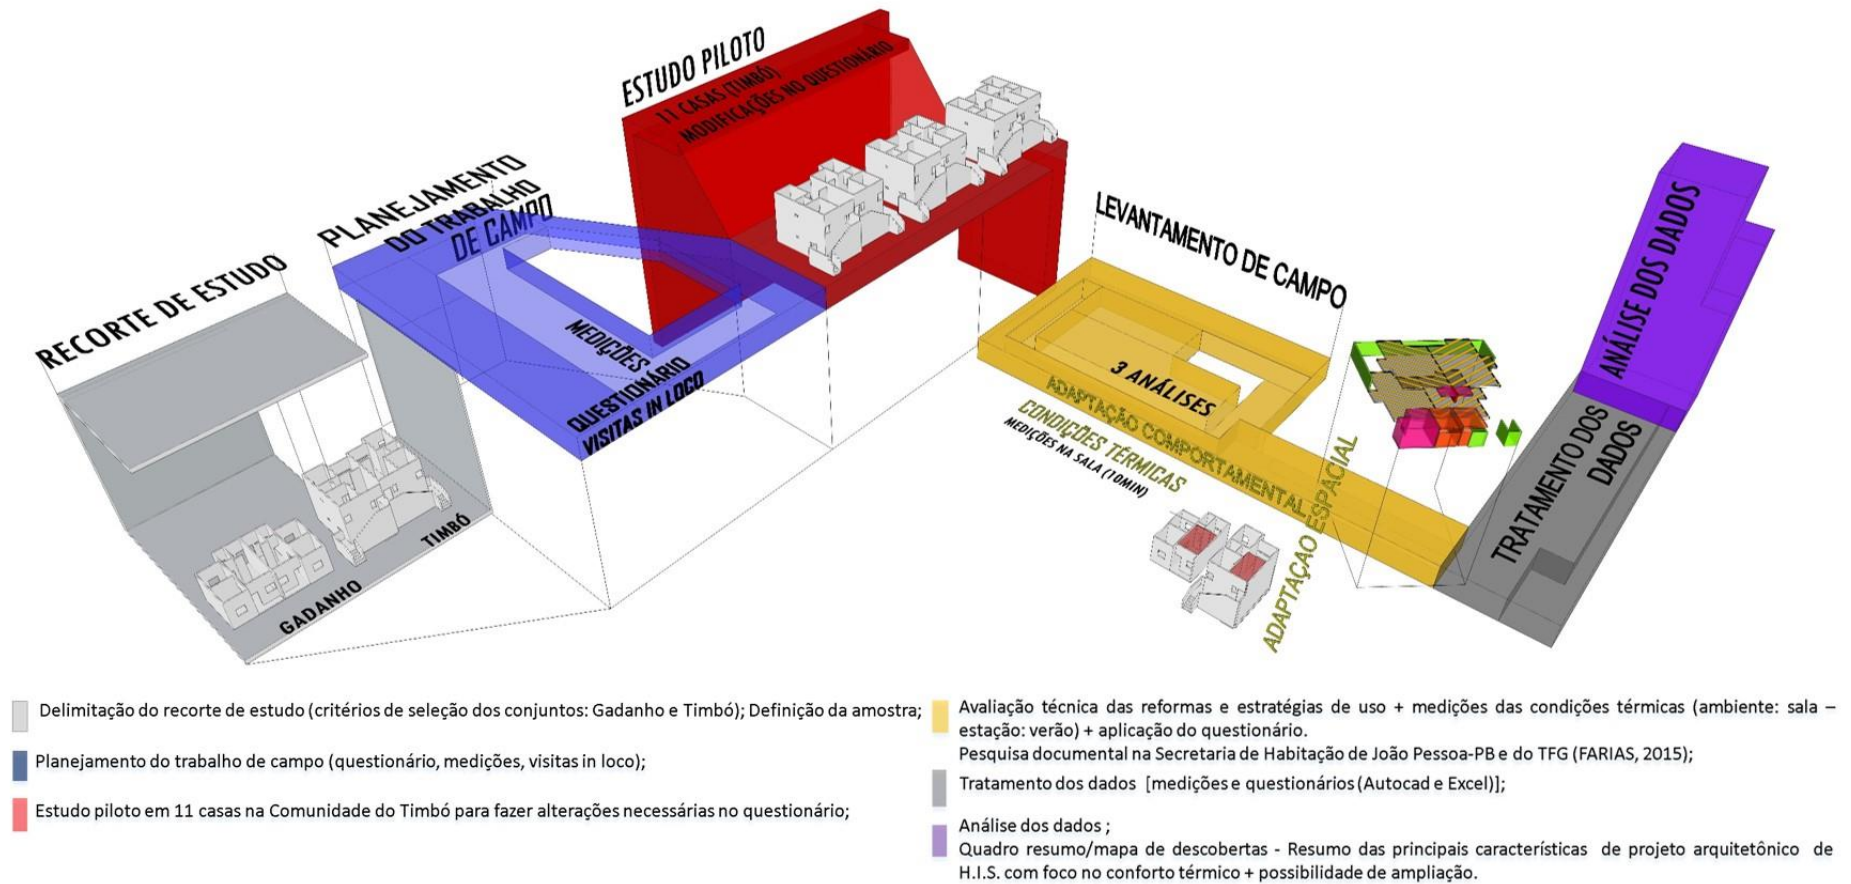 RECORTE DE ESTUDO
GADANHO
TIMBÓ
PLANEJAMENTO
DO TRABALHO
DE CAMPO
MEDIÇÕES
QUESTIONÁRIO
VISITAS IN LOCO
ESTUDO PILOTO
11 CASAS (TIMBÓ)
MODIFICAÇÕES NO QUESTIONÁRIO
LEVANTAMENTO DE CAMPO
3 ANÁLISES
ADAPTAÇÃO COMPORTAMENTAL
CONDIÇÕES TÉRMICAS
MEDIÇÕES NA SALA (10MIN)
ADAPTAÇÃO ESPACIAL
TRATAMENTO DOS
DADOS
ANÁLISE DOS DADOS
Delimitação do recorte de estudo (critérios de seleção dos conjuntos: Gadanho e Timbó); Definição da amostra;
Planejamento do trabalho de campo (questionário, medições, visitas in loco);
Estudo piloto em 11 casas na Comunidade do Timbó para fazer alterações necessárias no questionário;
Avaliação técnica das reformas e estratégias de uso + medições das condições térmicas (ambiente: sala –
estação: verão) + aplicação do questionário.
Pesquisa documental na Secretaria de Habitação de João Pessoa-PB e do TFG (FARIAS, 2015);
Tratamento dos dados [medições e questionários (Autocad e Excel)];
Análise dos dados ;
Quadro resumo/mapa de descobertas - Resumo das principais características de projeto arquitetônico de
H.I.S. com foco no conforto térmico + possibilidade de ampliação.